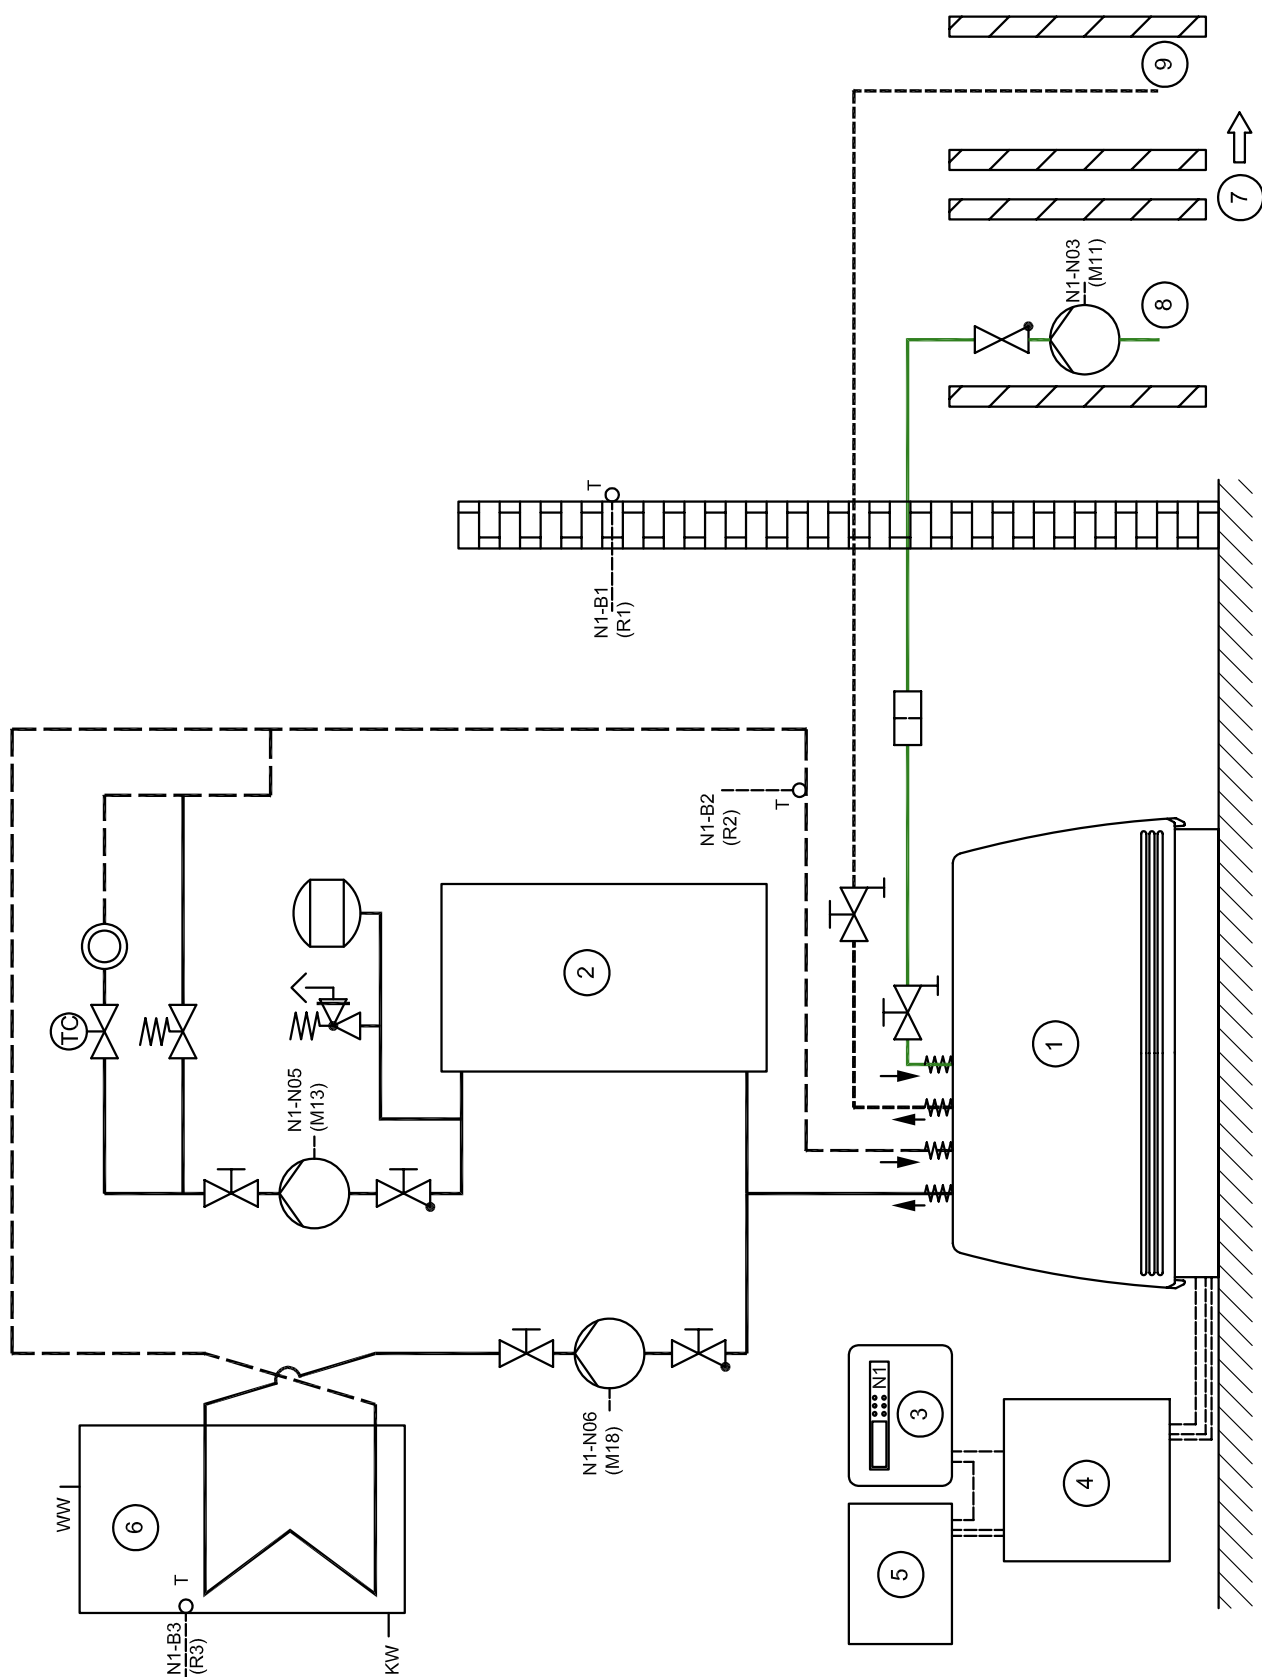 WW
6
T
N1-B3
(R3)
KW
TC
N1-N05
(M13)
N1-N06
(M18)
2
N1-B2
(R2)
T
N1-B1
(R1)
T
1
3
N1
4
5
N1-N03
(M11)
8
7
9